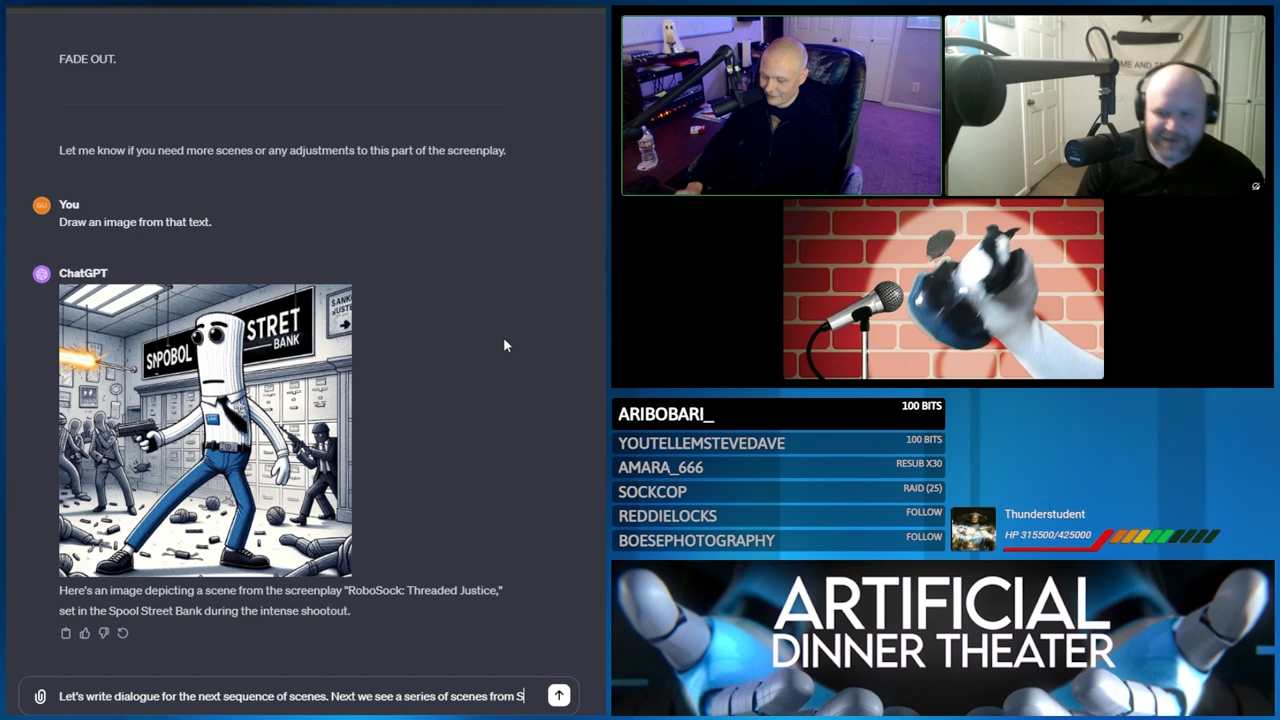 FADE OUT.
Let me know if you need more scenes or any adjustments to this part of the screenplay.
GU
You
Draw an image from that text.
ChatGPT
SNPOBOL STRET
BANK
Here's an image depicting a scene from the screenplay "RoboSock: Threaded Justice,"
set in the Spool Street Bank during the intense shootout.
Let's write dialogue for the next sequence of scenes. Next we see a series of scenes from S
ARIBOBARI_ 100 BITS
YOUTELLEMSTEVEDAVE 100 BITS
AMARA_666 RESUB X30
SOCKCOP RAID (25)
REDDIELOCKS FOLLOW
BOESEPHOTOGRAPHY FOLLOW
Thunderstudent
HP 315500/425000
ARTIFICIAL
DINNER THEATER